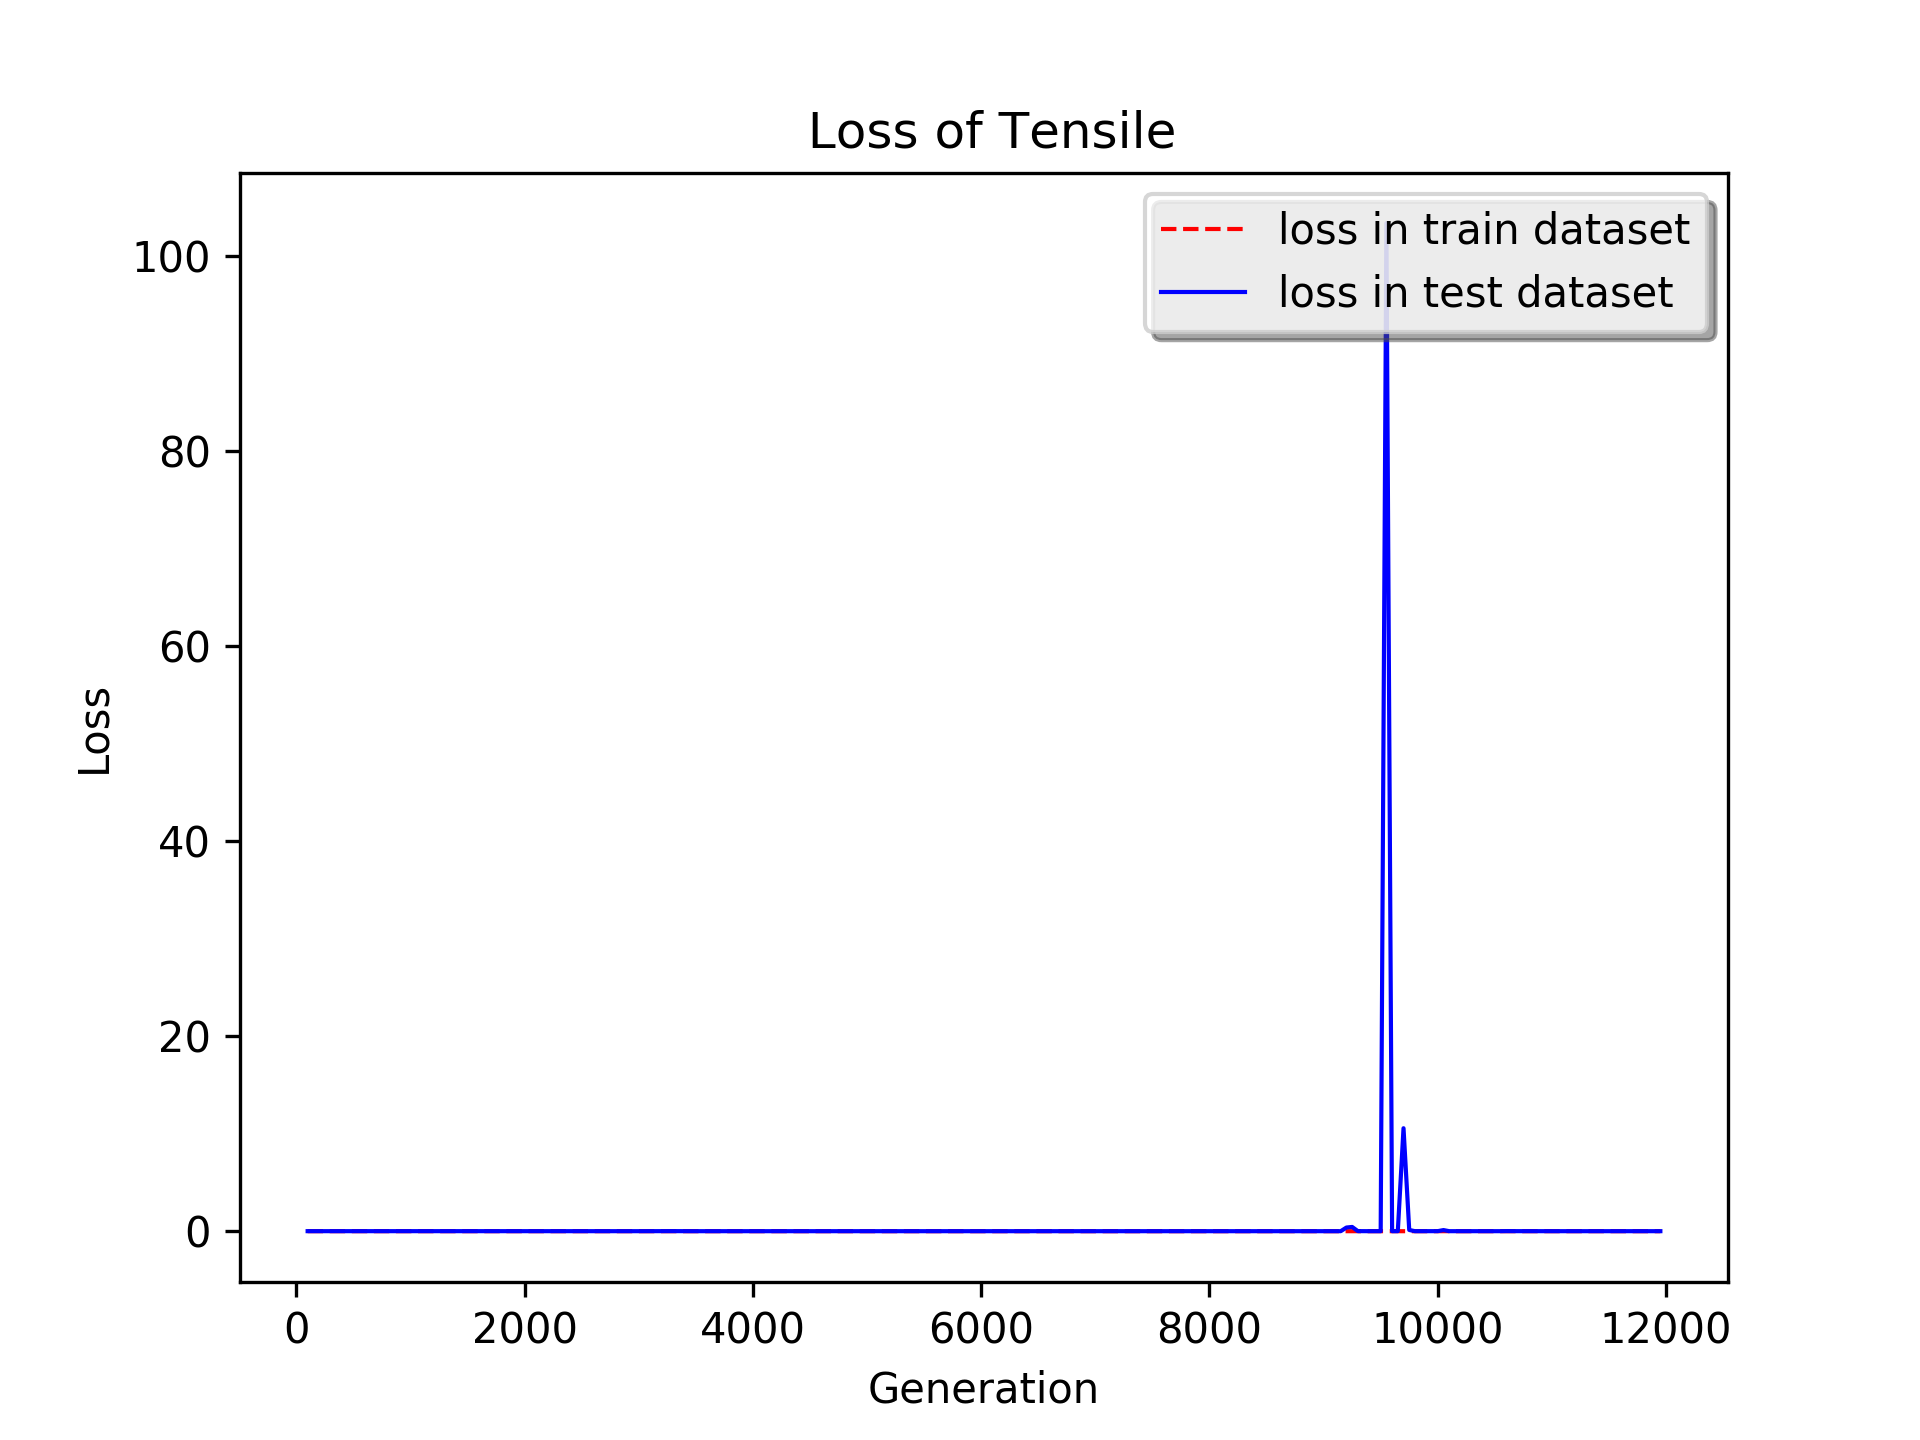 Loss of Tensile
loss in train dataset
loss in test dataset
100
80
60
40
20
0
Loss
0 2000 4000 6000 8000 10000 12000
Generation